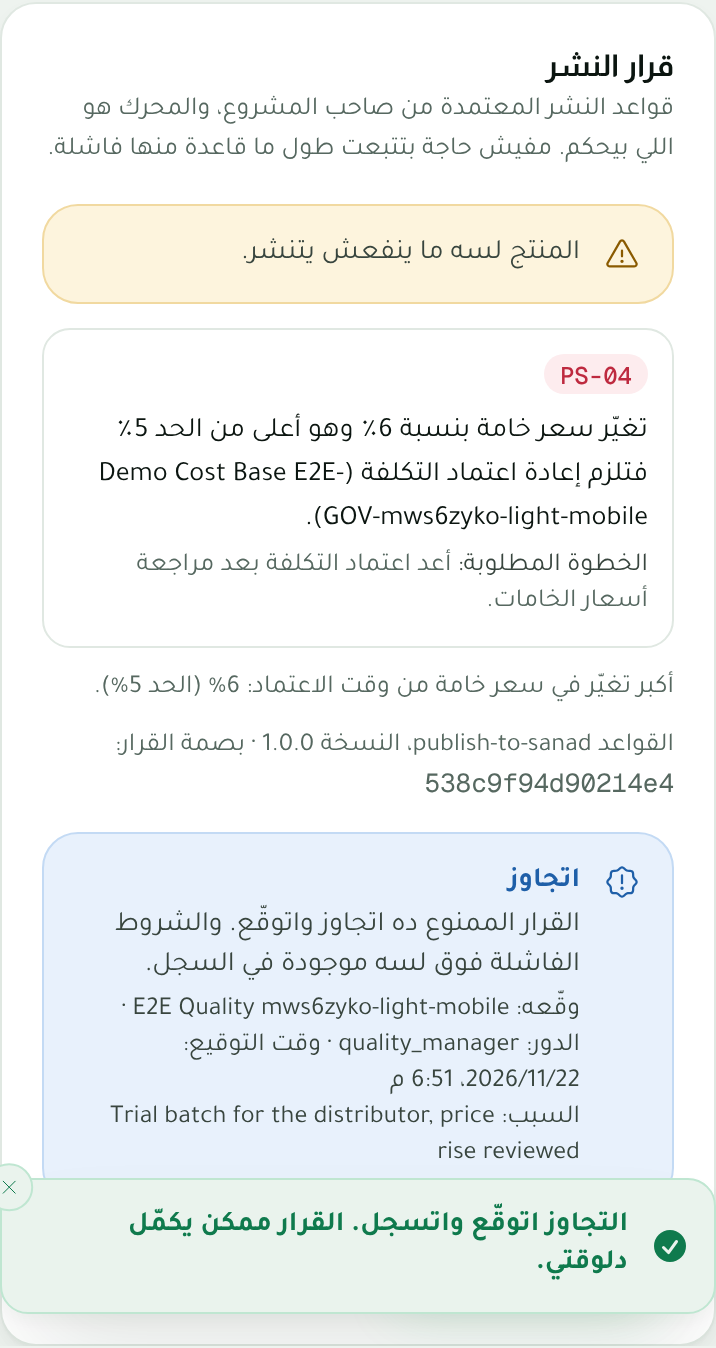 قرار النشر
قواعد النشر المعتمدة من صاحب المشروع، والمحرك هو
اللي بيحكم. مفيش حاجة بتتبعت طول ما قاعدة منها فاشلة.
المنتج لسه ما ينفعش يتنشر.
PS-04
تغيّر سعر خامة بنسبة 6٪ وهو أعلى من الحد 5٪
فتلزم إعادة اعتماد التكلفة (Demo Cost Base E2E-
GOV-mws6zyko-light-mobile).
الخطوة المطلوبة: أعد اعتماد التكلفة بعد مراجعة
أسعار الخامات.
أكبر تغيّر في سعر خامة من وقت الاعتماد: 6% (الحد 5%).
القواعد publish-to-sanad، النسخة 1.0.0 · بصمة القرار:
538c9f94d90214e4
اتجاوز
القرار الممنوع ده اتجاوز واتوقّع. والشروط
الفاشلة فوق لسه موجودة في السجل.
وقّعه: E2E Quality mws6zyko-light-mobile ·
الدور: quality_manager · وقت التوقيع:
2026/11/22، 6:51 م
السبب: Trial batch for the distributor, price
rise reviewed
التجاوز اتوقّع واتسجل. القرار ممكن يكمّل
دلوقتي.